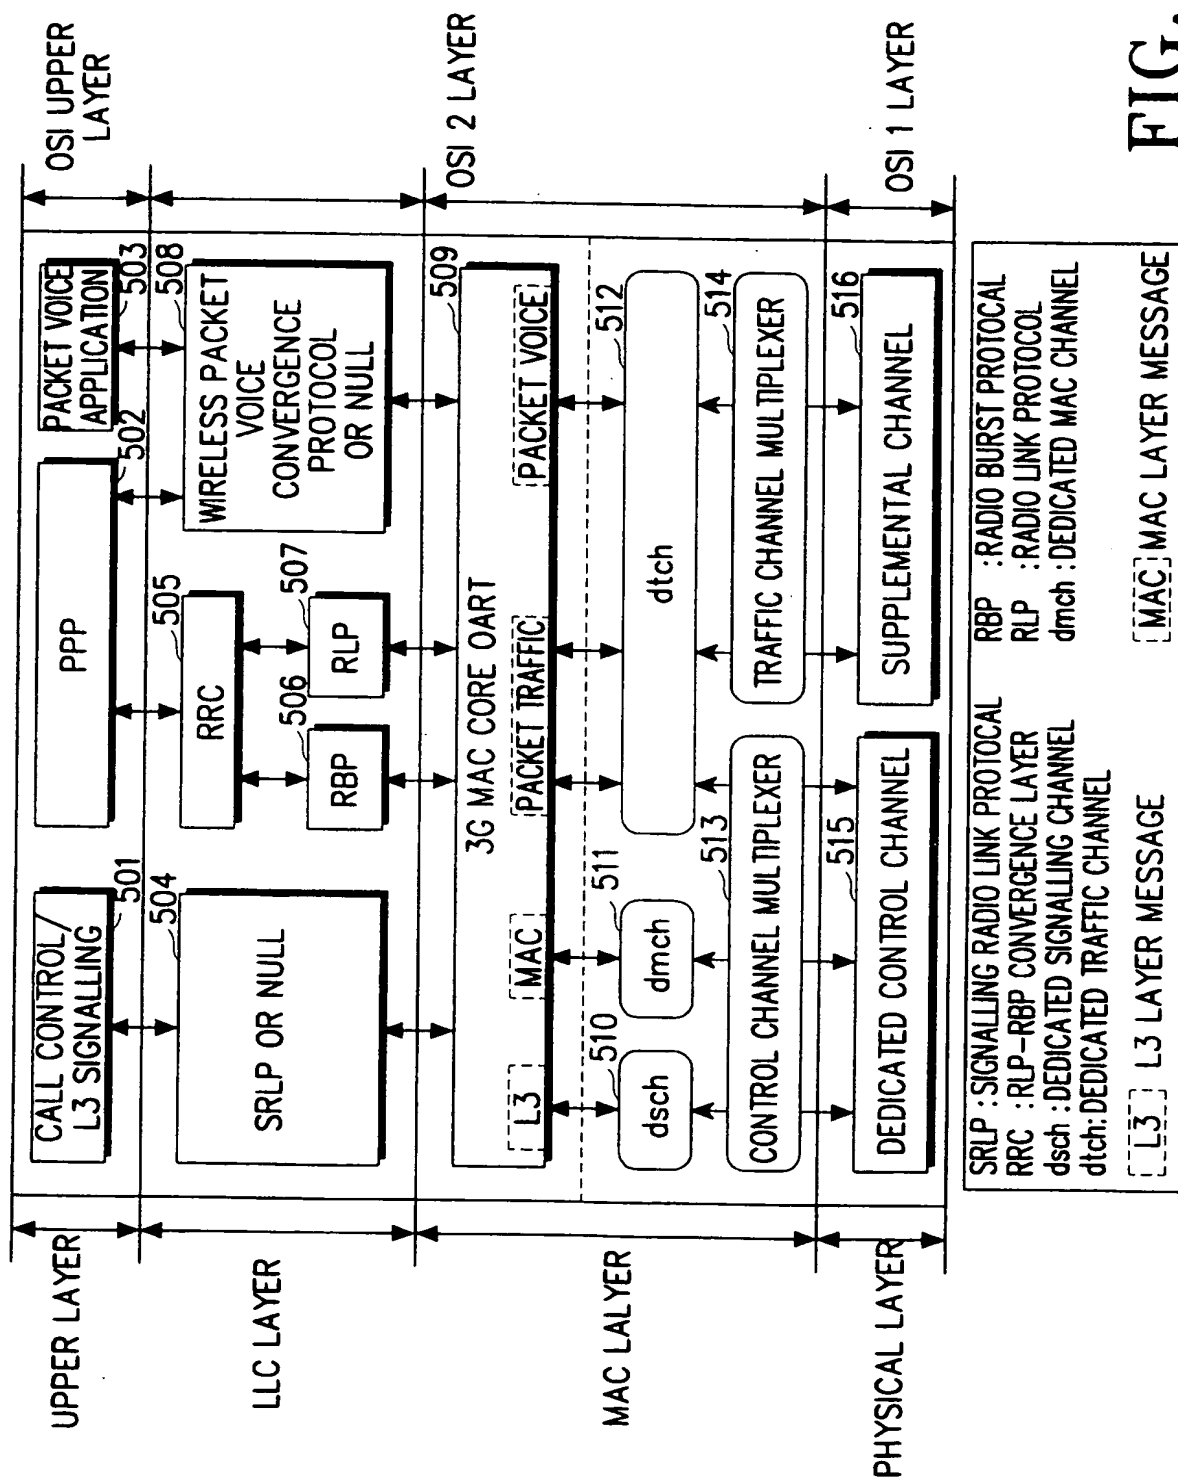 UPPER LAYER
LLC LAYER
MAC LALYER
PHYSICAL LAYER
OSI UPPER
LAYER
OSI 2 LAYER
OSI 1 LAYER
CALL CONTROL/
L3 SIGNALLING
501
PPP
502
PACKET VOICE
APPLICATION
503
504
SRLP OR NULL
505
RRC
506
RBP
507
RLP
508
WIRELESS PACKET
VOICE
CONVERGENCE
PROTOCOL
OR NULL
509
3G MAC CORE OART
L3
MAC
PACKET TRAFFIC
PACKET VOICE
510
dsch
511
dmch
512
dtch
513
CONTROL CHANNEL MULTIPLEXER
514
TRAFFIC CHANNEL MULTIPLEXER
515
DEDICATED CONTROL CHANNEL
516
SUPPLEMENTAL CHANNEL
SRLP :SIGNALLING RADIO LINK PROTOCAL
RRC :RLP-RBP CONVERGENCE LAYER
dsch :DEDICATED SIGNALLING CHANNEL
dtch:DEDICATED TRAFFIC CHANNEL
RBP :RADIO BURST PROTOCAL
RLP :RADIO LINK PROTOCOL
dmch :DEDICATED MAC CHANNEL
L3 L3 LAYER MESSAGE
MAC MAC LAYER MESSAGE
FIG.